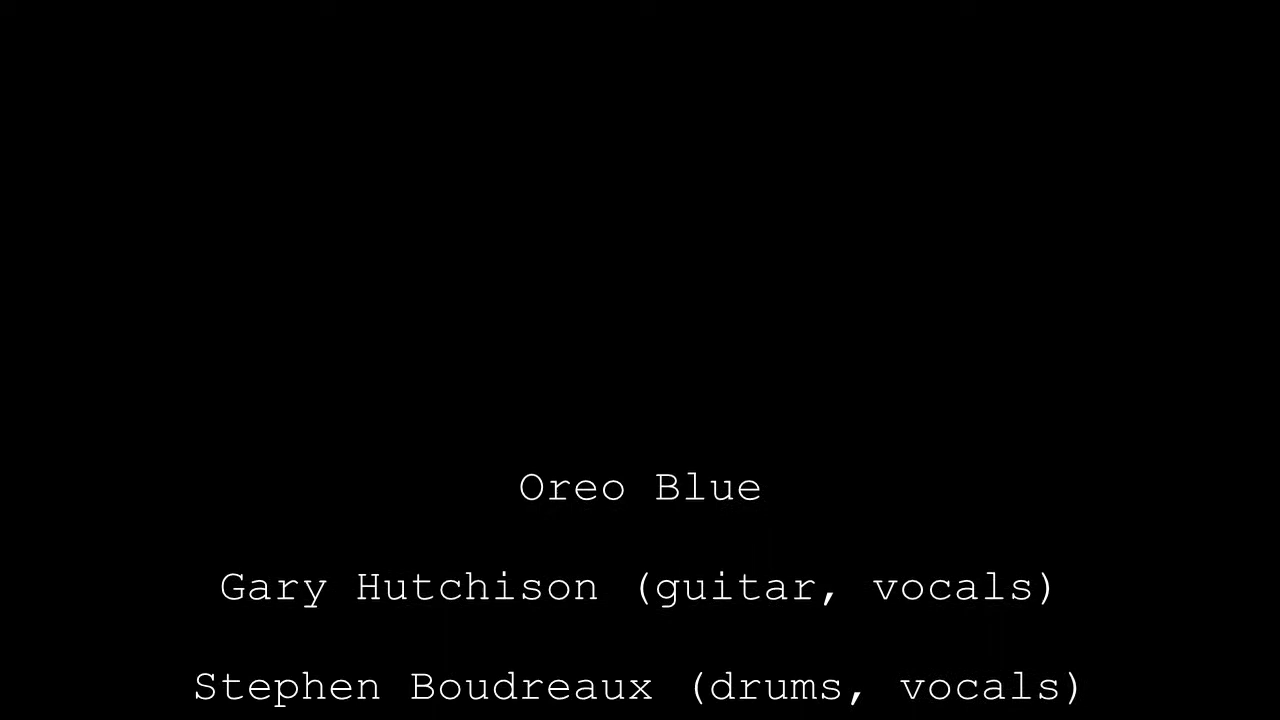 Oreo Blue
Gary Hutchison (guitar, vocals)
Stephen Boudreaux (drums, vocals)